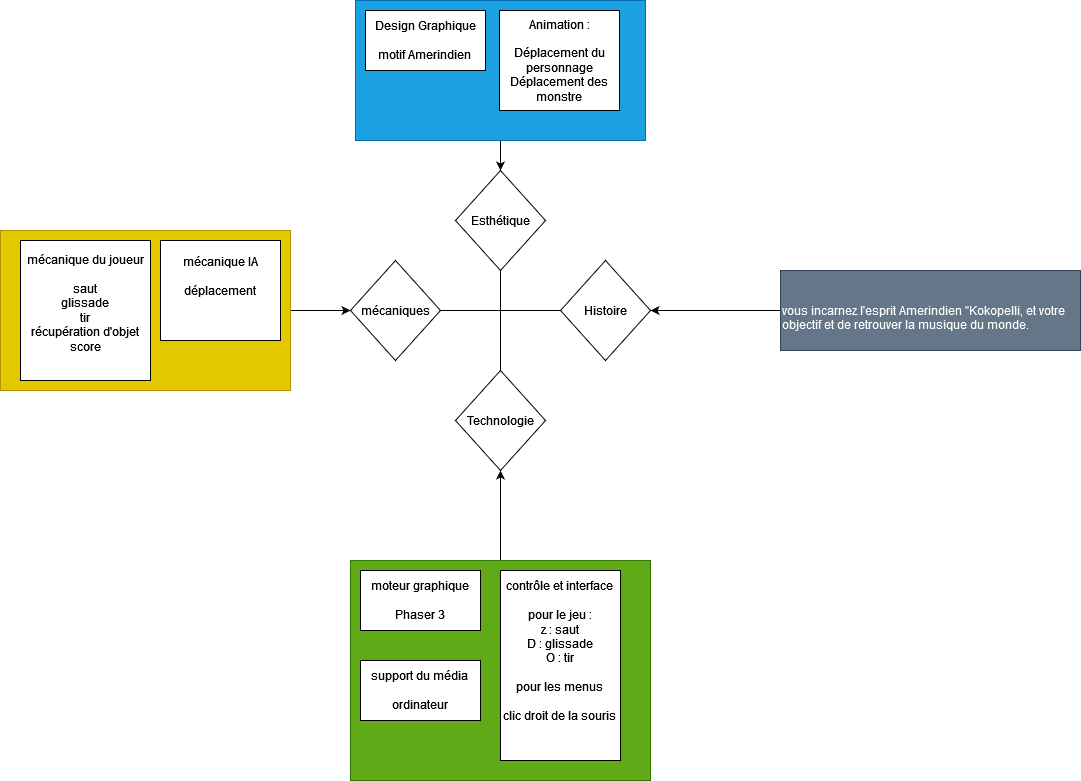 Design Graphique
motif Amerindien
Animation :
Déplacement du
personnage
Déplacement des
monstre
Esthétique
mécanique du joueur
saut
glissade
tir
récupération d'objet
score
mécanique IA
déplacement
mécaniques
Histoire
vous incarnez l'esprit Amerindien "Kokopelli, et votre
objectif et de retrouver la musique du monde.
Technologie
moteur graphique
Phaser 3
support du média
ordinateur
contrôle et interface
pour le jeu :
z : saut
D : glissade
O : tir
pour les menus
clic droit de la souris